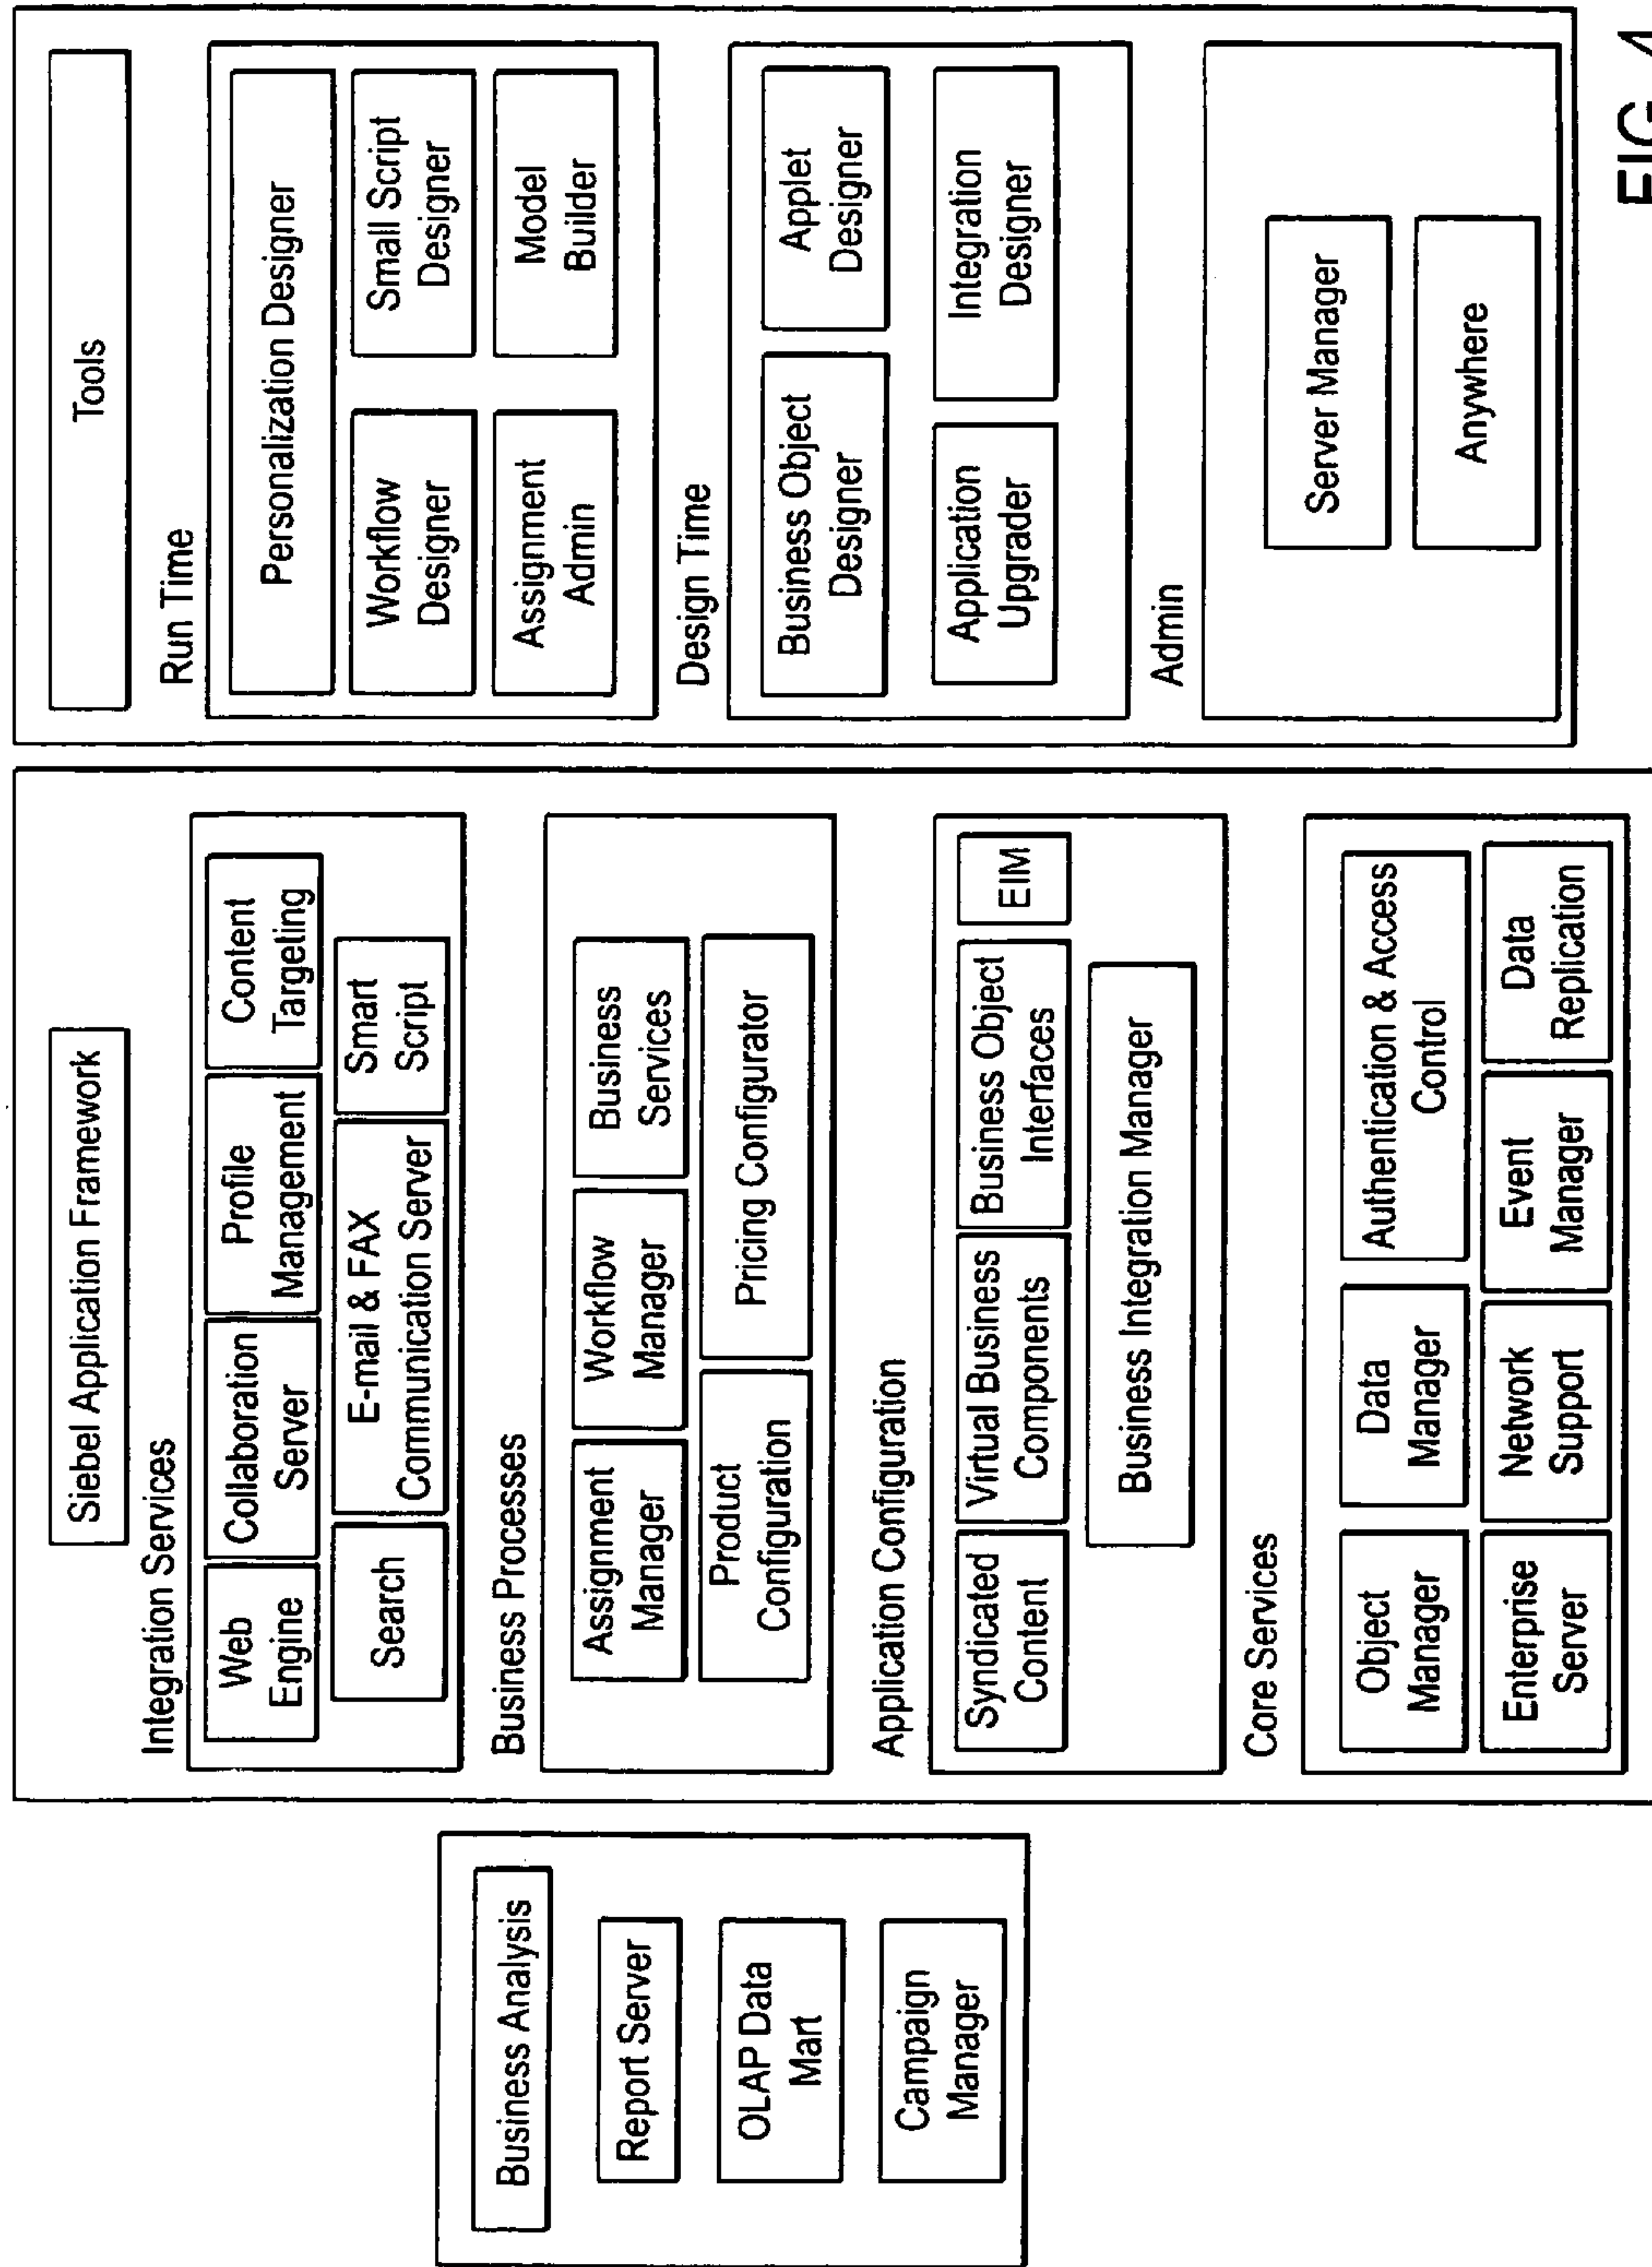 Business Analysis
Report Server
OLAP Data
Mart
Campaign
Manager
Siebel Application Framework
Integration Services
Web
Engine
Collaboration
Server
Profile
Management
Content
Targeting
Search
E-mail & FAX
Communication Server
Smart
Script
Business Processes
Assignment
Manager
Workflow
Manager
Business
Services
Product
Configuration
Pricing Configurator
Application Configuration
Syndicated
Content
Virtual Business
Components
Business Object
Interfaces
EIM
Business Integration Manager
Core Services
Object
Manager
Data
Manager
Authentication & Access
Control
Enterprise
Server
Network
Support
Event
Manager
Data
Replication
Tools
Run Time
Personalization Designer
Workflow
Designer
Small Script
Designer
Assignment
Admin
Model
Builder
Design Time
Business Object
Designer
Applet
Designer
Application
Upgrader
Integration
Designer
Admin
Server Manager
Anywhere
FIG. 4